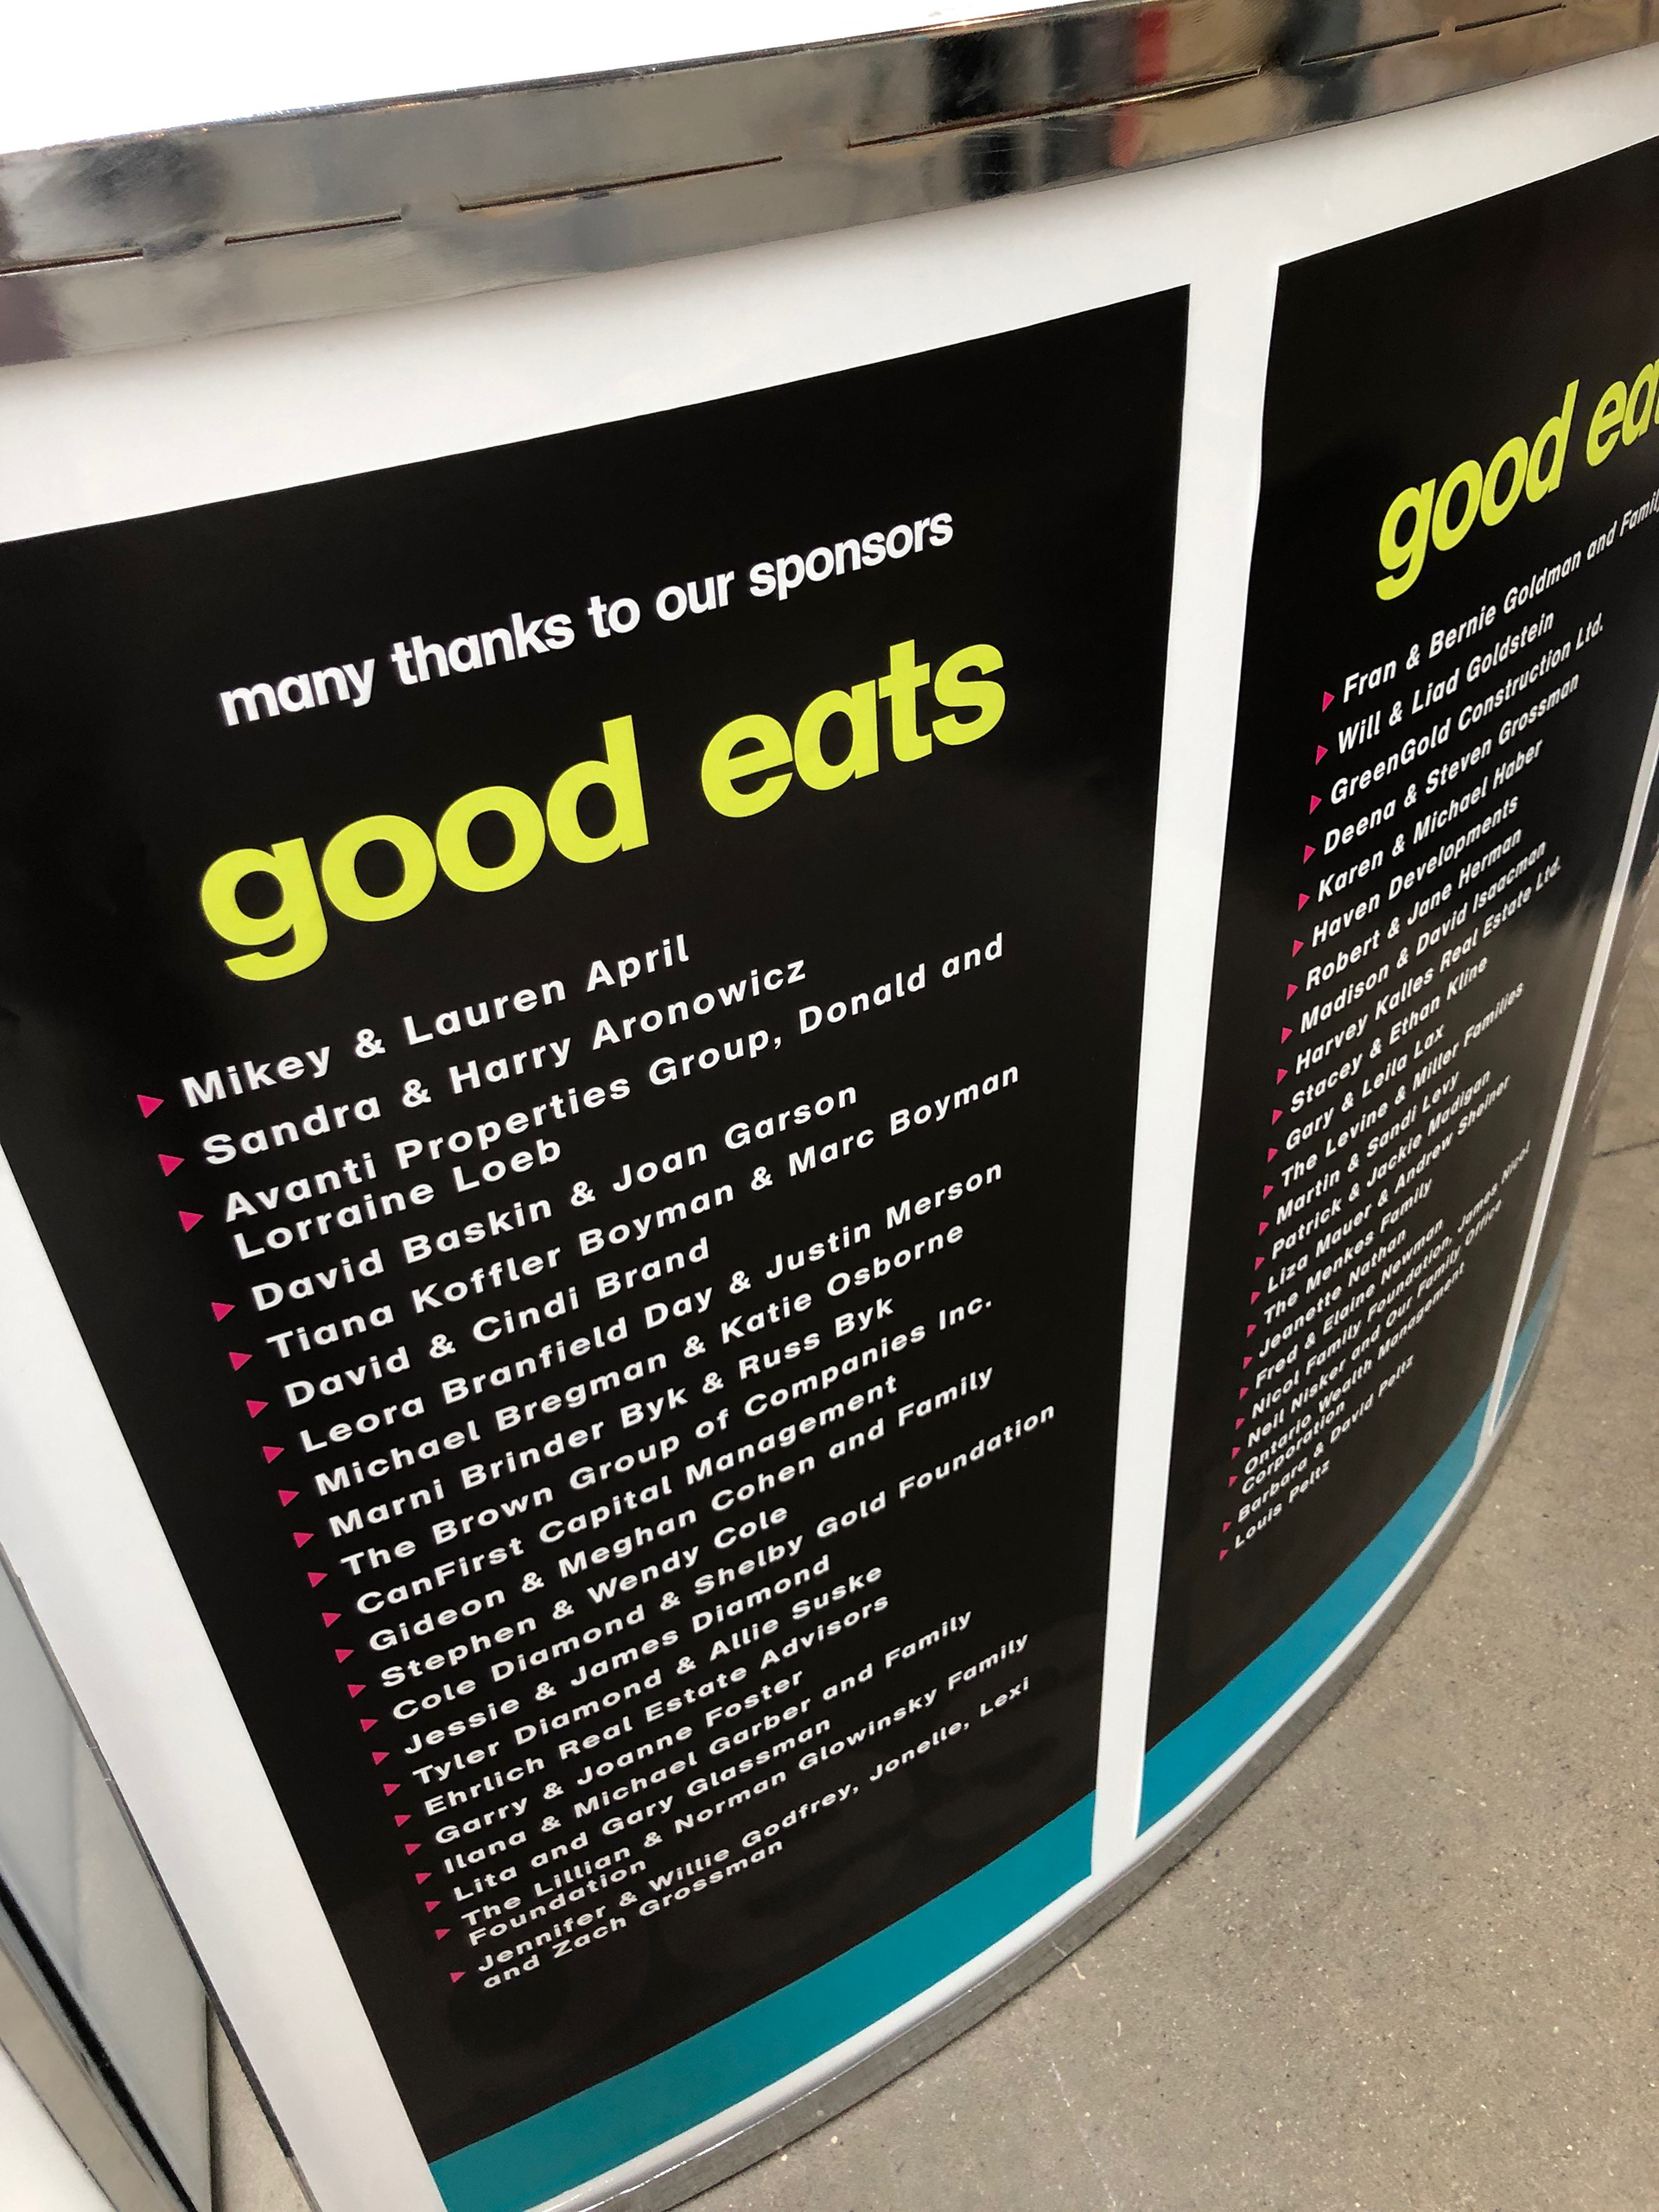 many thanks to our sponsors
good eats
Mikey & Lauren April
Sandra & Harry Aronowicz
Avanti Properties Group, Donald and
Lorraine Loeb
David Baskin & Joan Garson
Tiana Koffler Boyman & Marc Boyman
David & Cindi Brand
Leora Branfield Day & Justin Merson
Michael Bregman & Katie Osborne
Marni Brinder Byk & Russ Byk
The Brown Group of Companies Inc.
CanFirst Capital Management
Gideon & Meghan Cohen and Family
Stephen & Wendy Cole
Cole Diamond & Shelby Gold Foundation
Jessie & James Diamond
Tyler Diamond & Allie Suske
Ehrlich Real Estate Advisors
Garry & Joanne Foster
Ilana & Michael Garber and Family
Lita and Gary Glassman
The Lillian & Norman Glowinsky Family
Foundation
Jennifer & Willie Godfrey, Jonelle, Lexi
and Zach Grossman
good
Fran & Bernie Goldman and
Will & Liad Goldstein
GreenGold Construction Ltd.
Deena & Steven Grossman
Karen & Michael Haber
Haven Developments
Robert & Jane Herman
Madison & David Isaacman
Harvey Kalles Real Estate Ltd.
Stacey & Ethan Kline
Gary & Leila Lax
The Levine & Miller Families
Martin & Sandi Levy
Patrick & Jackie Madigan
Liza Mauer & Andrew Sheiner
The Menkes Family
Jeanette Nathan
Fred & Elaine Newman
Nicol Family Foundation, James Nicol
Neil Nisker and Our Family Office
Ontario Wealth Management
Corporation
Barbara & David Peltz
Louis Peltz